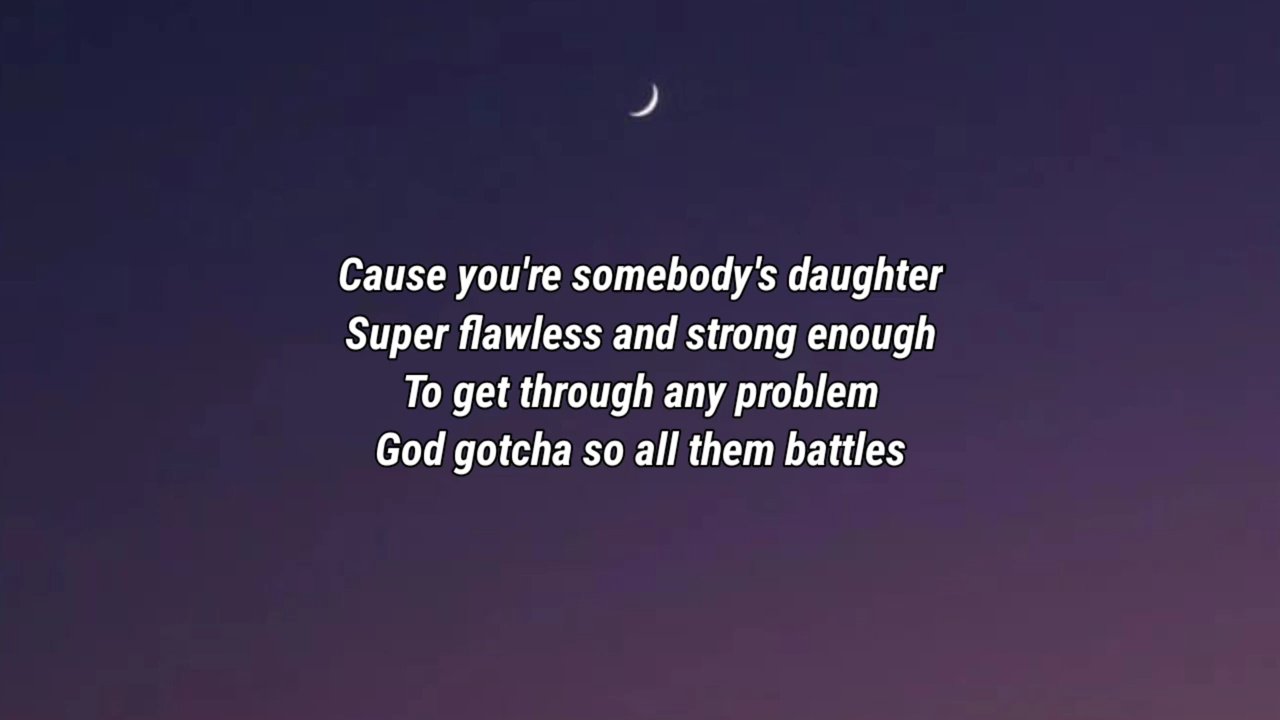 Cause you're somebody's daughter
Super flawless and strong enough
To get through any problem
God gotcha so all them battles